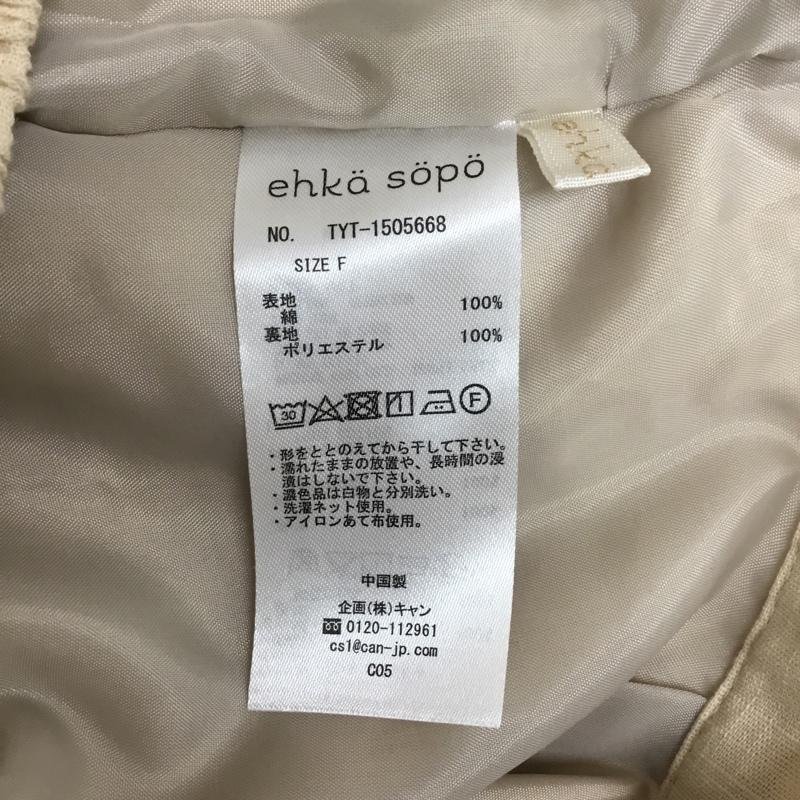 ehkä söpö
ehkä
NO. TYT-1505668
SIZE F
表地
綿 100%
裏地
ポリエステル 100%
30
F
・形をととのえてから干して下さい。
・濡れたままの放置や、長時間の浸
漬はしないで下さい。
・濃色品は白物と分別洗い。
・洗濯ネット使用。
・アイロンあて布使用。
中国製
企画(株)キャン
0120-112961
cs1@can-jp.com
C05